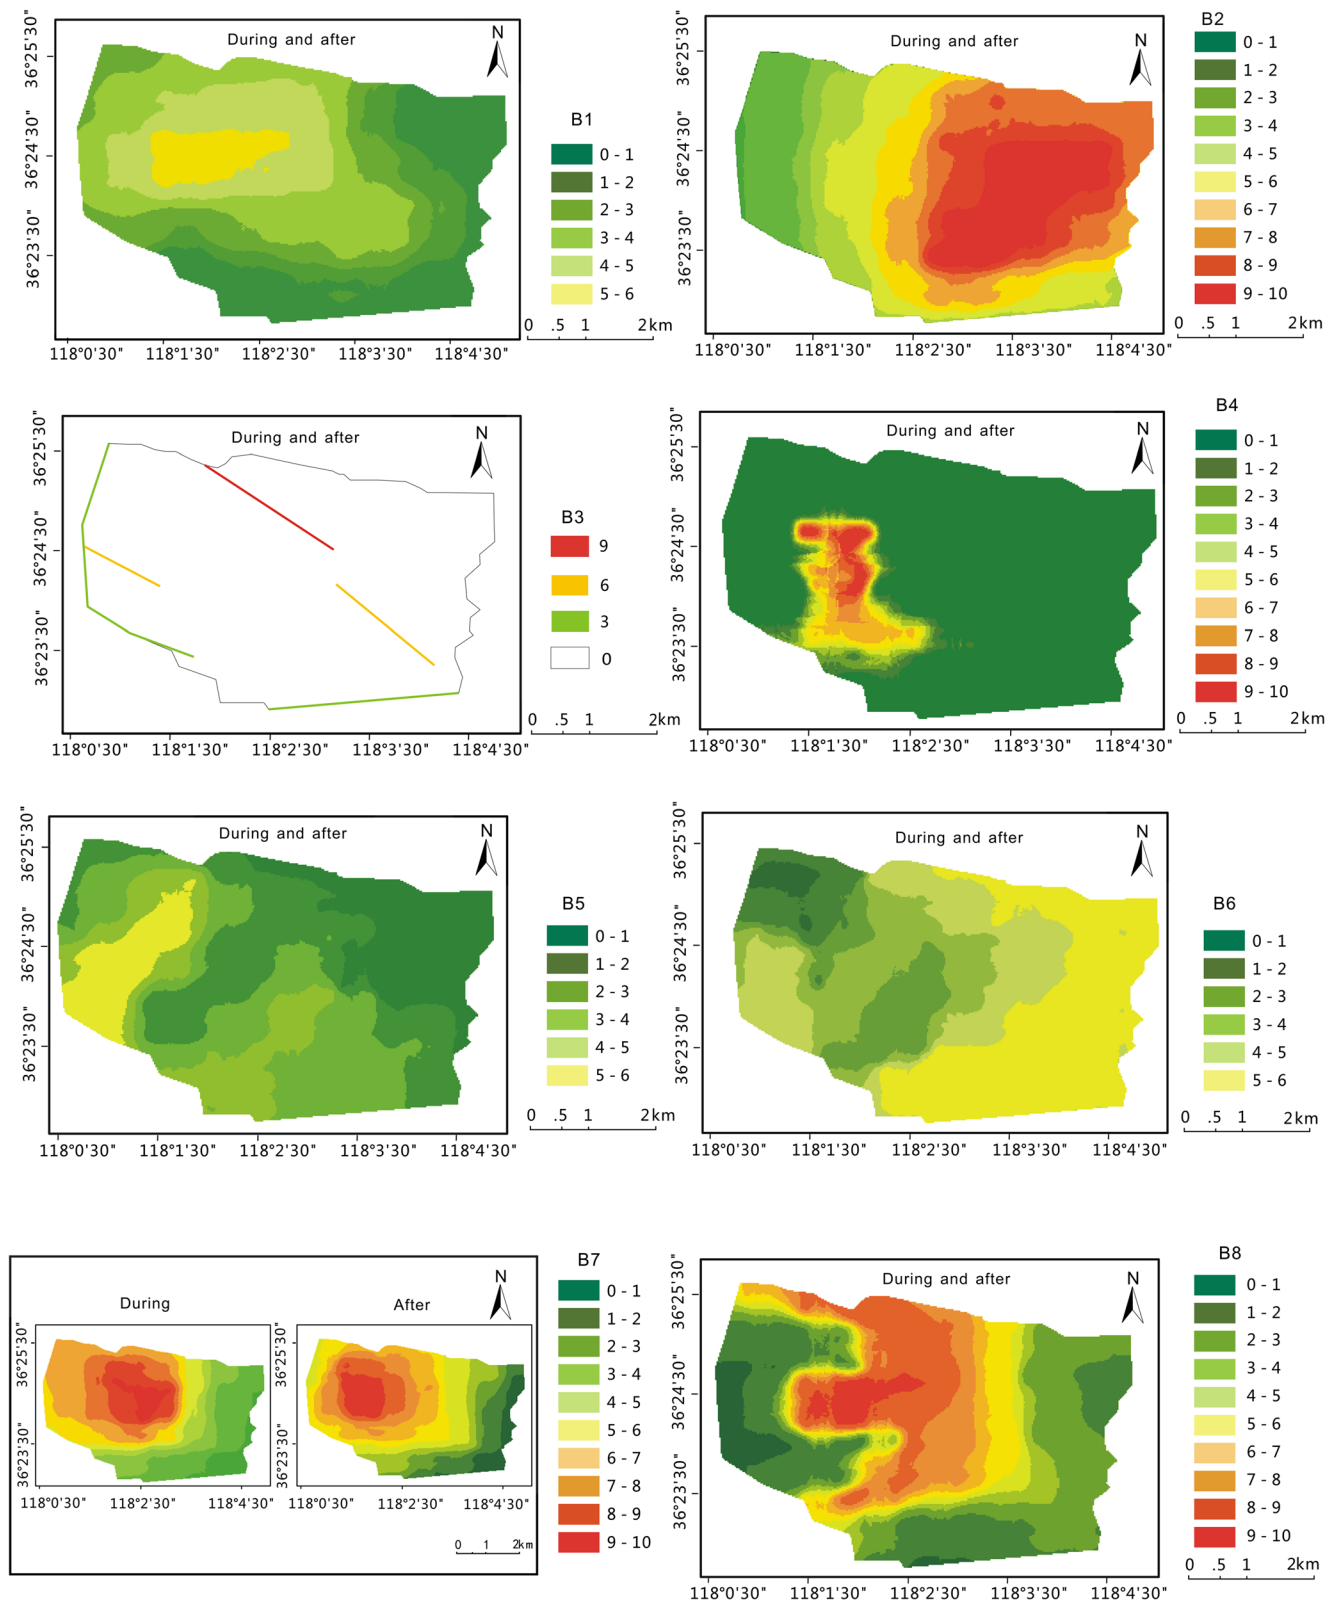 During and after
N
36°25'30"
36°24'30"
36°23'30"
118°0'30" 118°1'30" 118°2'30" 118°3'30" 118°4'30"
B1
0 - 1
1 - 2
2 - 3
3 - 4
4 - 5
5 - 6
0 .5 1 2km
During and after
N
36°25'30"
36°24'30"
36°23'30"
118°0'30" 118°1'30" 118°2'30" 118°3'30" 118°4'30"
B2
0 - 1
1 - 2
2 - 3
3 - 4
4 - 5
5 - 6
6 - 7
7 - 8
8 - 9
9 - 10
0 .5 1 2km
During and after
N
36°25'30"
36°24'30"
36°23'30"
118°0'30" 118°1'30" 118°2'30" 118°3'30" 118°4'30"
B3
9
6
3
0
0 .5 1 2km
During and after
N
36°25'30"
36°24'30"
36°23'30"
118°0'30" 118°1'30" 118°2'30" 118°3'30" 118°4'30"
B4
0 - 1
1 - 2
2 - 3
3 - 4
4 - 5
5 - 6
6 - 7
7 - 8
8 - 9
9 - 10
0 .5 1 2km
During and after
N
36°25'30"
36°24'30"
36°23'30"
118°0'30" 118°1'30" 118°2'30" 118°3'30" 118°4'30"
B5
0 - 1
1 - 2
2 - 3
3 - 4
4 - 5
5 - 6
0 .5 1 2km
During and after
N
36°25'30"
36°24'30"
36°23'30"
118°0'30" 118°1'30" 118°2'30" 118°3'30" 118°4'30"
B6
0 - 1
1 - 2
2 - 3
3 - 4
4 - 5
5 - 6
0 .5 1 2km
During
After
N
36°25'30"
36°23'30"
118°0'30" 118°2'30" 118°4'30"
36°25'30"
36°23'30"
118°0'30" 118°2'30" 118°4'30"
0 1 2km
B7
0 - 1
1 - 2
2 - 3
3 - 4
4 - 5
5 - 6
6 - 7
7 - 8
8 - 9
9 - 10
During and after
N
36°25'30"
36°24'30"
36°23'30"
118°0'30" 118°1'30" 118°2'30" 118°3'30" 118°4'30"
B8
0 - 1
1 - 2
2 - 3
3 - 4
4 - 5
5 - 6
6 - 7
7 - 8
8 - 9
9 - 10
0 .5 1 2km